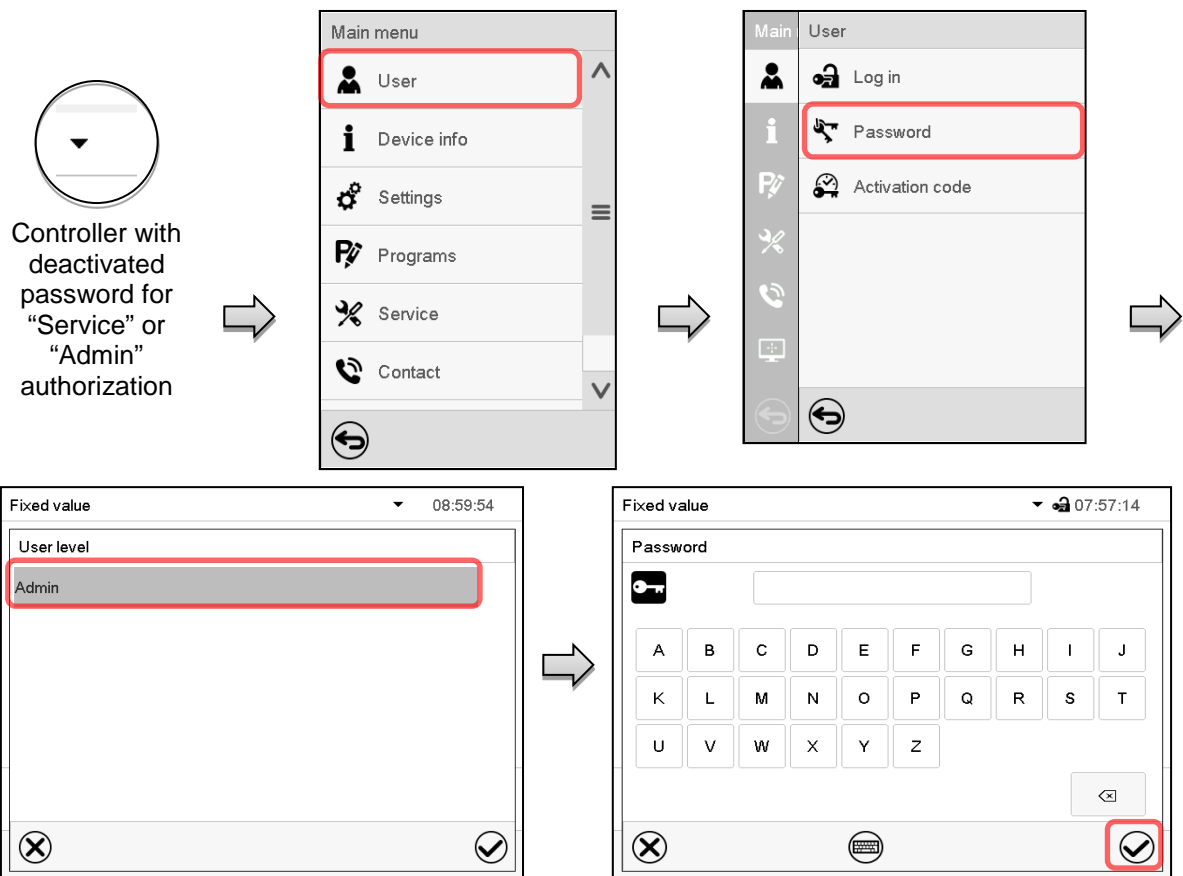 Controller with
deactivated
password for
“Service” or
“Admin”
authorization
Main menu
User
Device info
Settings
Programs
Service
Contact
Main
User
Log in
Password
Activation code
Fixed value 08:59:54
User level
Admin
Fixed value 07:57:14
Password
A B C D E F G H I J
K L M N O P Q R S T
U V W X Y Z